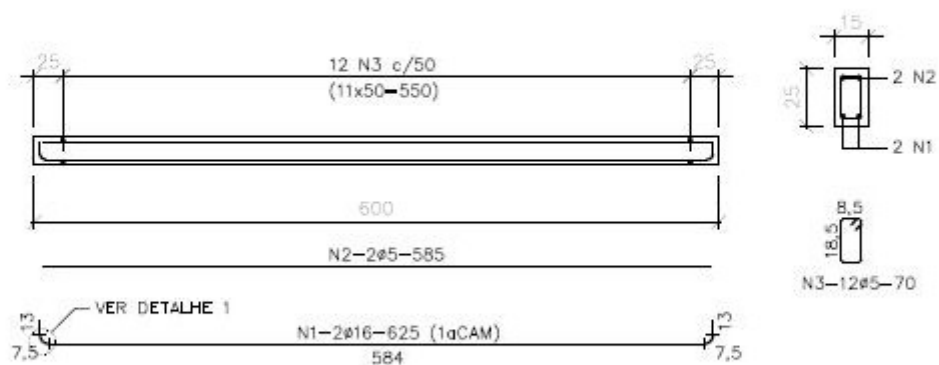 25
12 N3 c/50
25
(11x50-550)
15
2 N2
25
2 N1
600
8,5
18,5
N2-2ø5-585
N3-12ø5-70
VER DETALHE 1
13
N1-2ø16-625 (1aCAM)
13
7,5
584
7,5